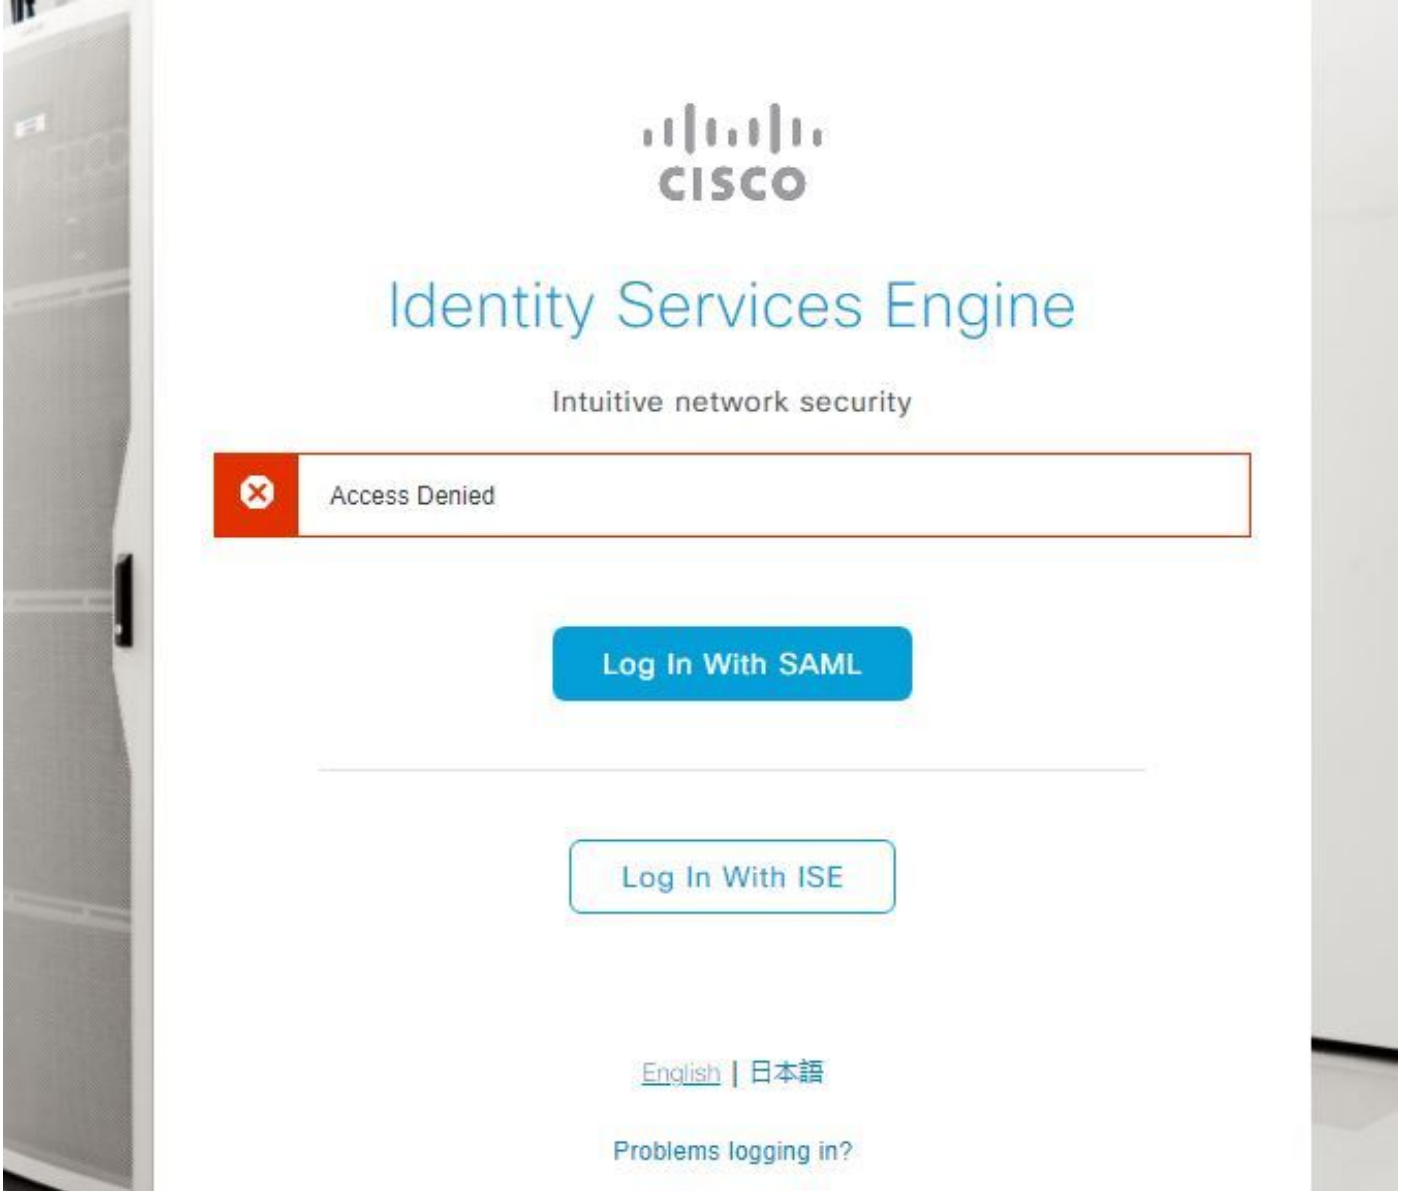 CISCO
Identity Services Engine
Intuitive network security
Access Denied
Log In With SAML
Log In With ISE
English | 日本語
Problems logging in?